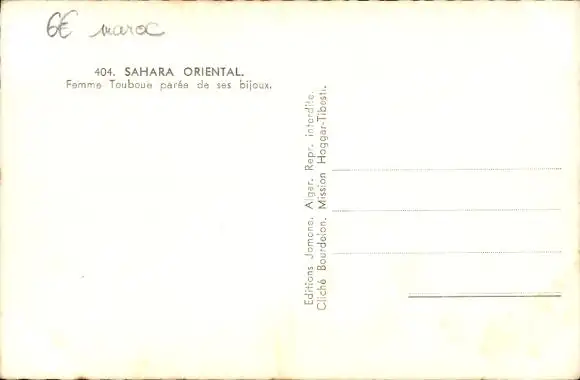 6€ maroc
404. SAHARA ORIENTAL.
Femme Touboue parée de ses bijoux.
Editions Jomone. Alger. Repr. interdite.
Cliché Bourdelon. Mission Hoggar-Tibesti.